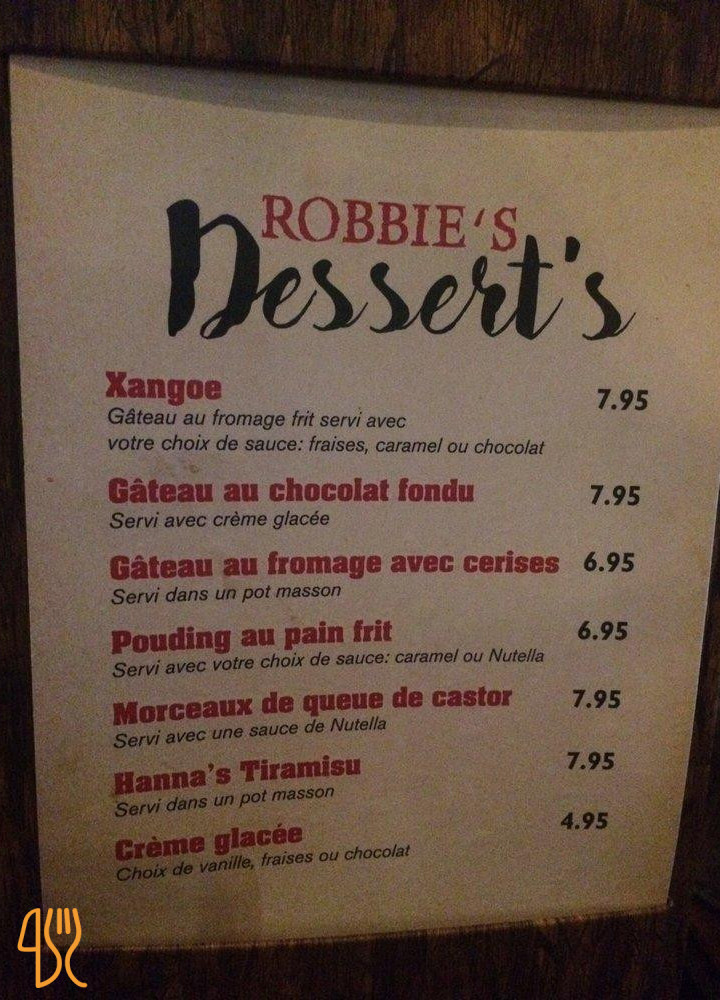 ROBBIE'S
Dessert's
Xangoe 7.95
Gâteau au fromage frit servi avec
votre choix de sauce: fraises, caramel ou chocolat
Gâteau au chocolat fondu 7.95
Servi avec crème glacée
Gâteau au fromage avec cerises 6.95
Servi dans un pot masson
Pouding au pain frit 6.95
Servi avec votre choix de sauce: caramel ou Nutella
Morceaux de queue de castor 7.95
Servi avec une sauce de Nutella
Hanna's Tiramisu 7.95
Servi dans un pot masson
Crème glacée 4.95
Choix de vanille, fraises ou chocolat